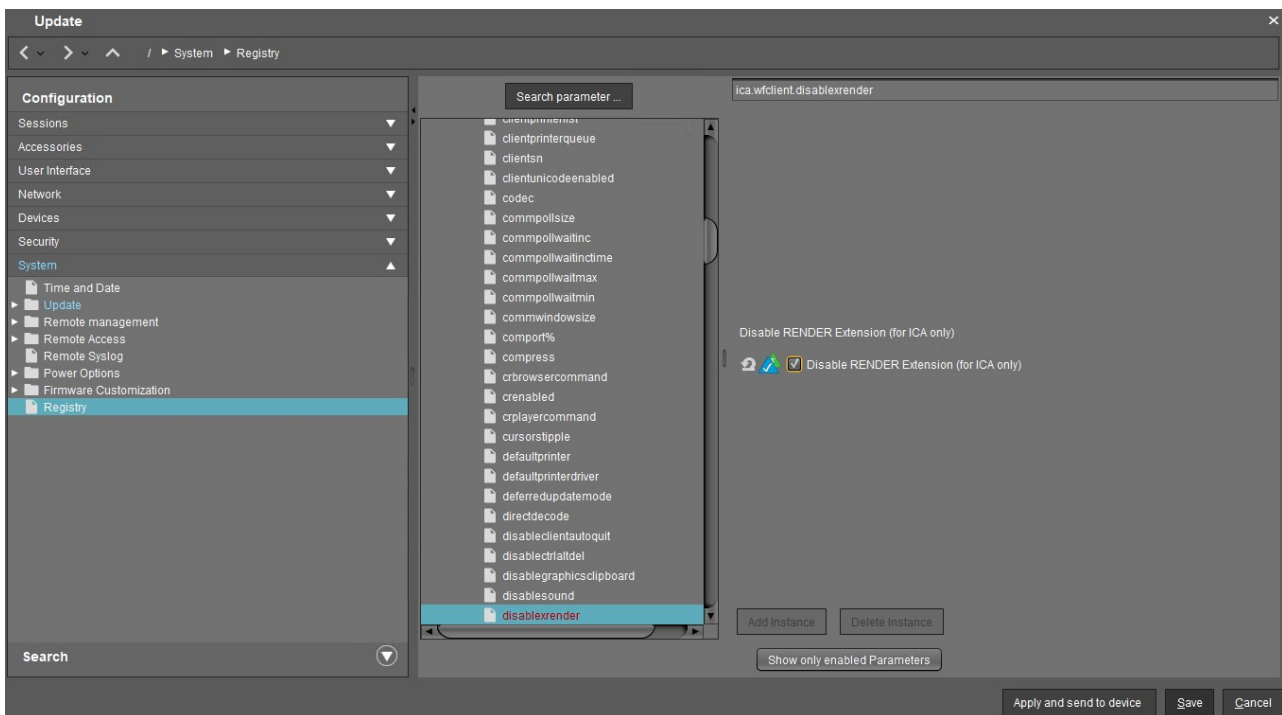 Update
/ System Registry
Configuration
Sessions
Accessories
User Interface
Network
Devices
Security
System
Time and Date
Update
Remote management
Remote Access
Remote Syslog
Power Options
Firmware Customization
Registry
Search
Search parameter ...
clientprinterlist
clientprinterqueue
clientsn
clientunicodeenabled
codec
commpollsize
commpollwaitinc
commpollwaitinctime
commpollwaitmax
commpollwaitmin
commwindowsize
comport%
compress
crbrowsercommand
crenabled
crplayercommand
cursorstipple
defaultprinter
defaultprinterdriver
deferredupdatemode
directdecode
disableclientautoquit
disablectrlaltdel
disablegraphicsclipboard
disablesound
disablexrender
ica.wfclient.disablexrender
Disable RENDER Extension (for ICA only)
Disable RENDER Extension (for ICA only)
Add Instance Delete Instance
Show only enabled Parameters
Apply and send to device Save Cancel